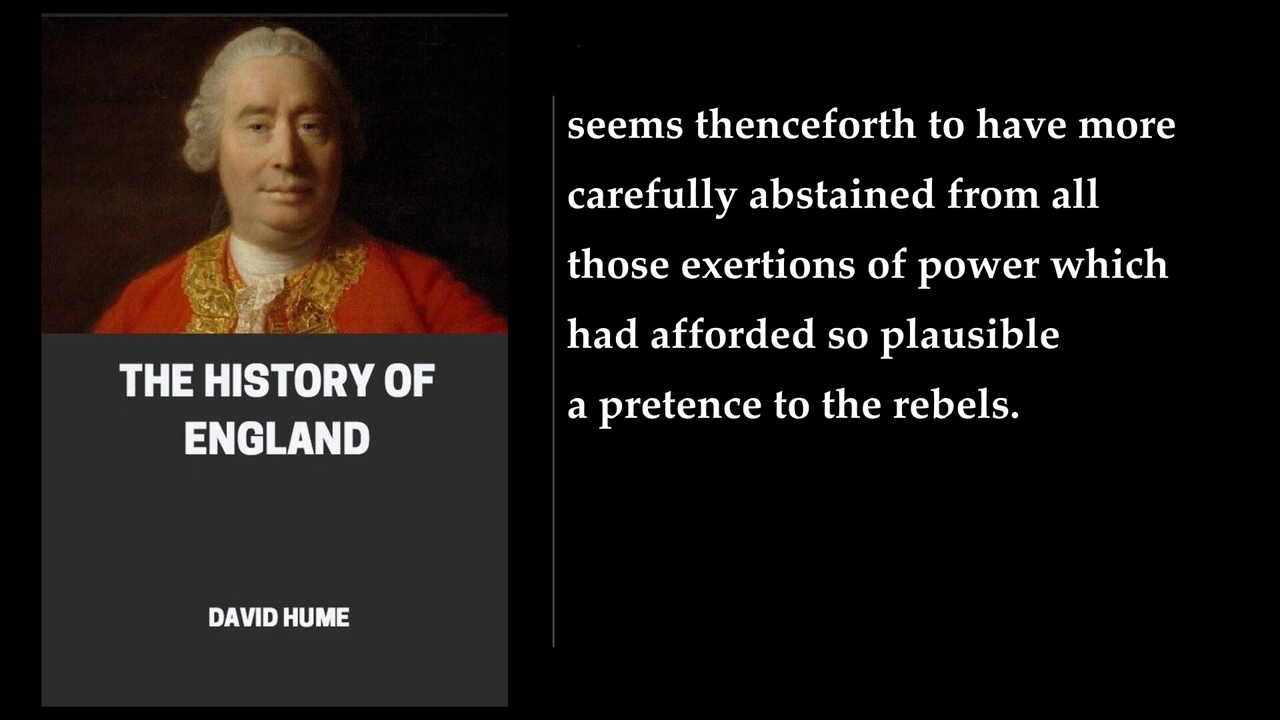 THE HISTORY OF
ENGLAND
DAVID HUME
seems thenceforth to have more
carefully abstained from all
those exertions of power which
had afforded so plausible
a pretence to the rebels.